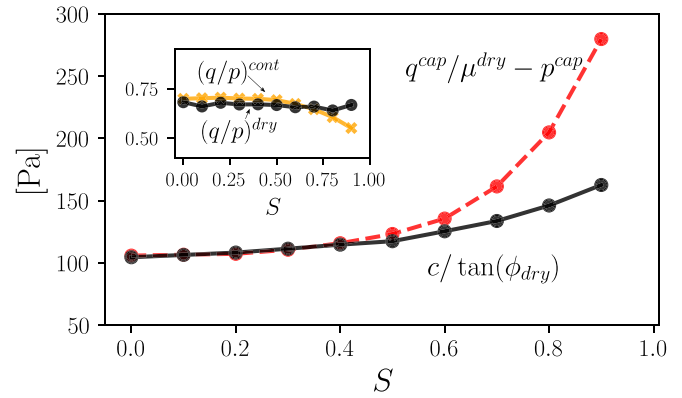 300
250
200
150
100
50
[Pa]
0.75
0.50
(q/p)^{cont}
(q/p)^{dry}
0.00 0.25 0.50 0.75 1.00
S
q^{cap}/μ^{dry} − p^{cap}
c/ tan(ϕ_{dry})
0.0 0.2 0.4 0.6 0.8 1.0
S